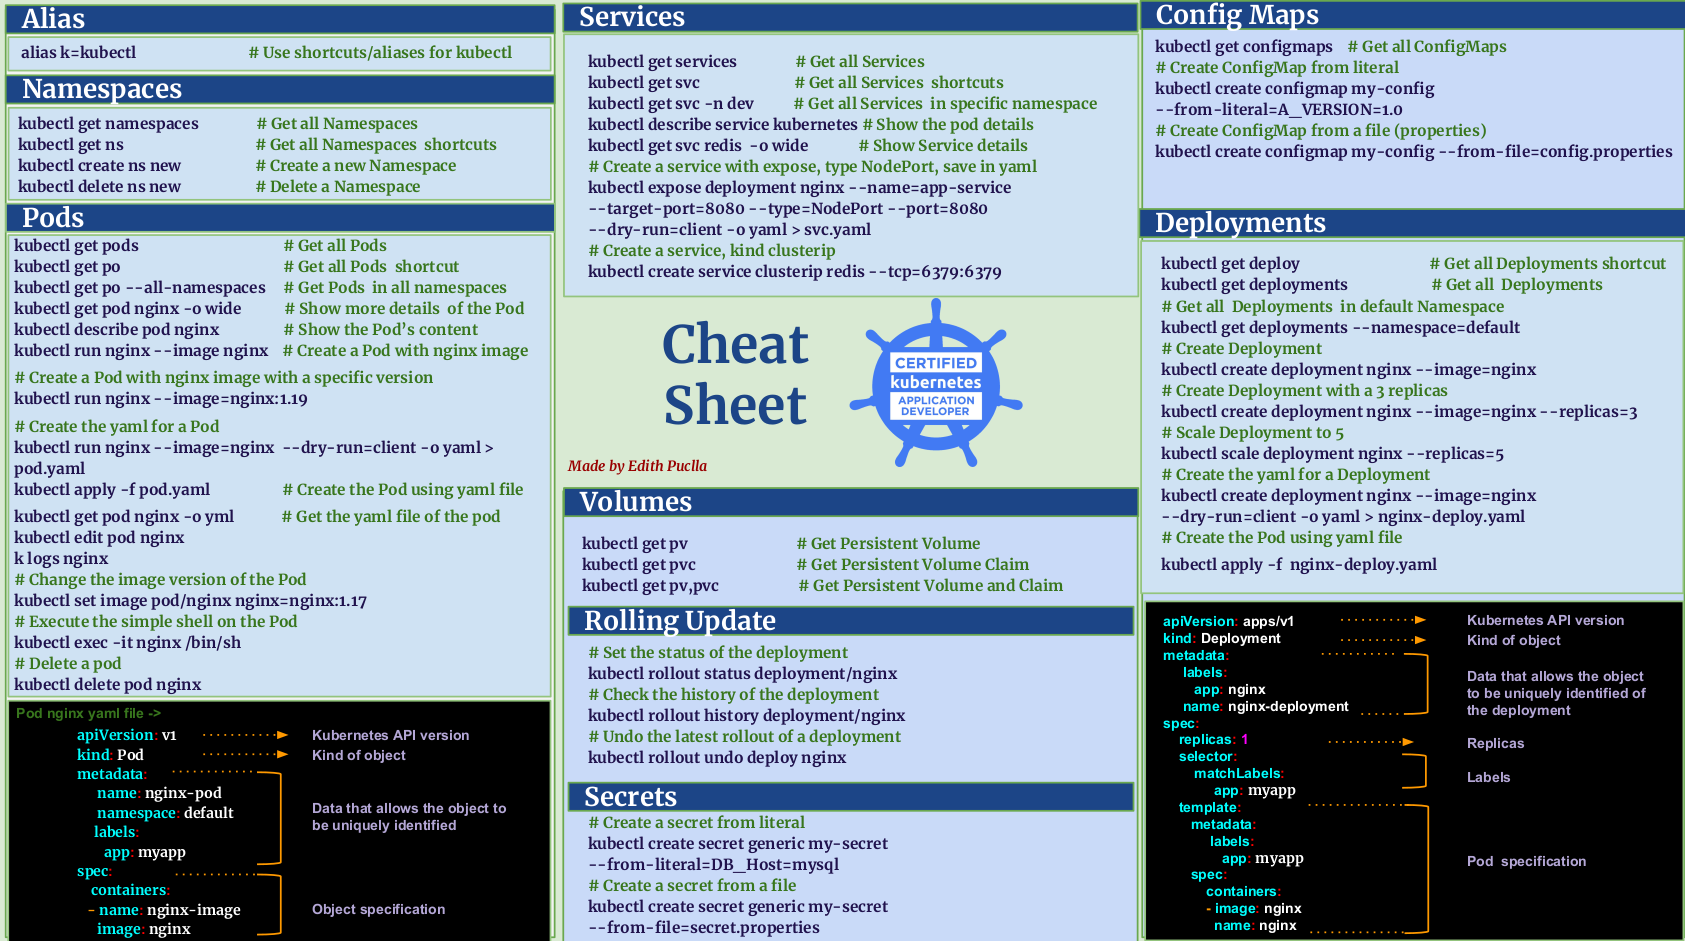 Alias
alias k=kubectl # Use shortcuts/aliases for kubectl
Namespaces
kubectl get namespaces # Get all Namespaces
kubectl get ns # Get all Namespaces shortcuts
kubectl create ns new # Create a new Namespace
kubectl delete ns new # Delete a Namespace
Pods
kubectl get pods # Get all Pods
kubectl get po # Get all Pods shortcut
kubectl get po --all-namespaces # Get Pods in all namespaces
kubectl get pod nginx -o wide # Show more details of the Pod
kubectl describe pod nginx # Show the Pod's content
kubectl run nginx --image nginx # Create a Pod with nginx image
# Create a Pod with nginx image with a specific version
kubectl run nginx --image=nginx:1.19
# Create the yaml for a Pod
kubectl run nginx --image=nginx --dry-run=client -o yaml >
pod.yaml
kubectl apply -f pod.yaml # Create the Pod using yaml file
kubectl get pod nginx -o yml # Get the yaml file of the pod
kubectl edit pod nginx
k logs nginx
# Change the image version of the Pod
kubectl set image pod/nginx nginx=nginx:1.17
# Execute the simple shell on the Pod
kubectl exec -it nginx /bin/sh
# Delete a pod
kubectl delete pod nginx
Pod nginx yaml file ->
apiVersion: v1 Kubernetes API version
kind: Pod Kind of object
metadata:
name: nginx-pod
namespace: default
Data that allows the object to
be uniquely identified
labels:
app: myapp
spec:
containers:
- name: nginx-image Object specification
image: nginx
Services
kubectl get services # Get all Services
kubectl get svc # Get all Services shortcuts
kubectl get svc -n dev # Get all Services in specific namespace
kubectl describe service kubernetes # Show the pod details
kubectl get svc redis -o wide # Show Service details
# Create a service with expose, type NodePort, save in yaml
kubectl expose deployment nginx --name=app-service
--target-port=8080 --type=NodePort --port=8080
--dry-run=client -o yaml > svc.yaml
# Create a service, kind clusterip
kubectl create service clusterip redis --tcp=6379:6379
Cheat
Sheet
CERTIFIED
kubernetes
APPLICATION
DEVELOPER
Made by Edith Puclla
Volumes
kubectl get pv # Get Persistent Volume
kubectl get pvc # Get Persistent Volume Claim
kubectl get pv,pvc # Get Persistent Volume and Claim
Rolling Update
# Set the status of the deployment
kubectl rollout status deployment/nginx
# Check the history of the deployment
kubectl rollout history deployment/nginx
# Undo the latest rollout of a deployment
kubectl rollout undo deploy nginx
Secrets
# Create a secret from literal
kubectl create secret generic my-secret
--from-literal=DB_Host=mysql
# Create a secret from a file
kubectl create secret generic my-secret
--from-file=secret.properties
Config Maps
kubectl get configmaps # Get all ConfigMaps
# Create ConfigMap from literal
kubectl create configmap my-config
--from-literal=A_VERSION=1.0
# Create ConfigMap from a file (properties)
kubectl create configmap my-config --from-file=config.properties
Deployments
kubectl get deploy # Get all Deployments shortcut
kubectl get deployments # Get all Deployments
# Get all Deployments in default Namespace
kubectl get deployments --namespace=default
# Create Deployment
kubectl create deployment nginx --image=nginx
# Create Deployment with a 3 replicas
kubectl create deployment nginx --image=nginx --replicas=3
# Scale Deployment to 5
kubectl scale deployment nginx --replicas=5
# Create the yaml for a Deployment
kubectl create deployment nginx --image=nginx
--dry-run=client -o yaml > nginx-deploy.yaml
# Create the Pod using yaml file
kubectl apply -f nginx-deploy.yaml
apiVersion: apps/v1 Kubernetes API version
kind: Deployment Kind of object
metadata:
labels:
app: nginx
name: nginx-deployment
Data that allows the object
to be uniquely identified of
the deployment
spec:
replicas: 1 Replicas
selector:
matchLabels: Labels
app: myapp
template:
metadata:
labels:
app: myapp Pod specification
spec:
containers:
- image: nginx
name: nginx